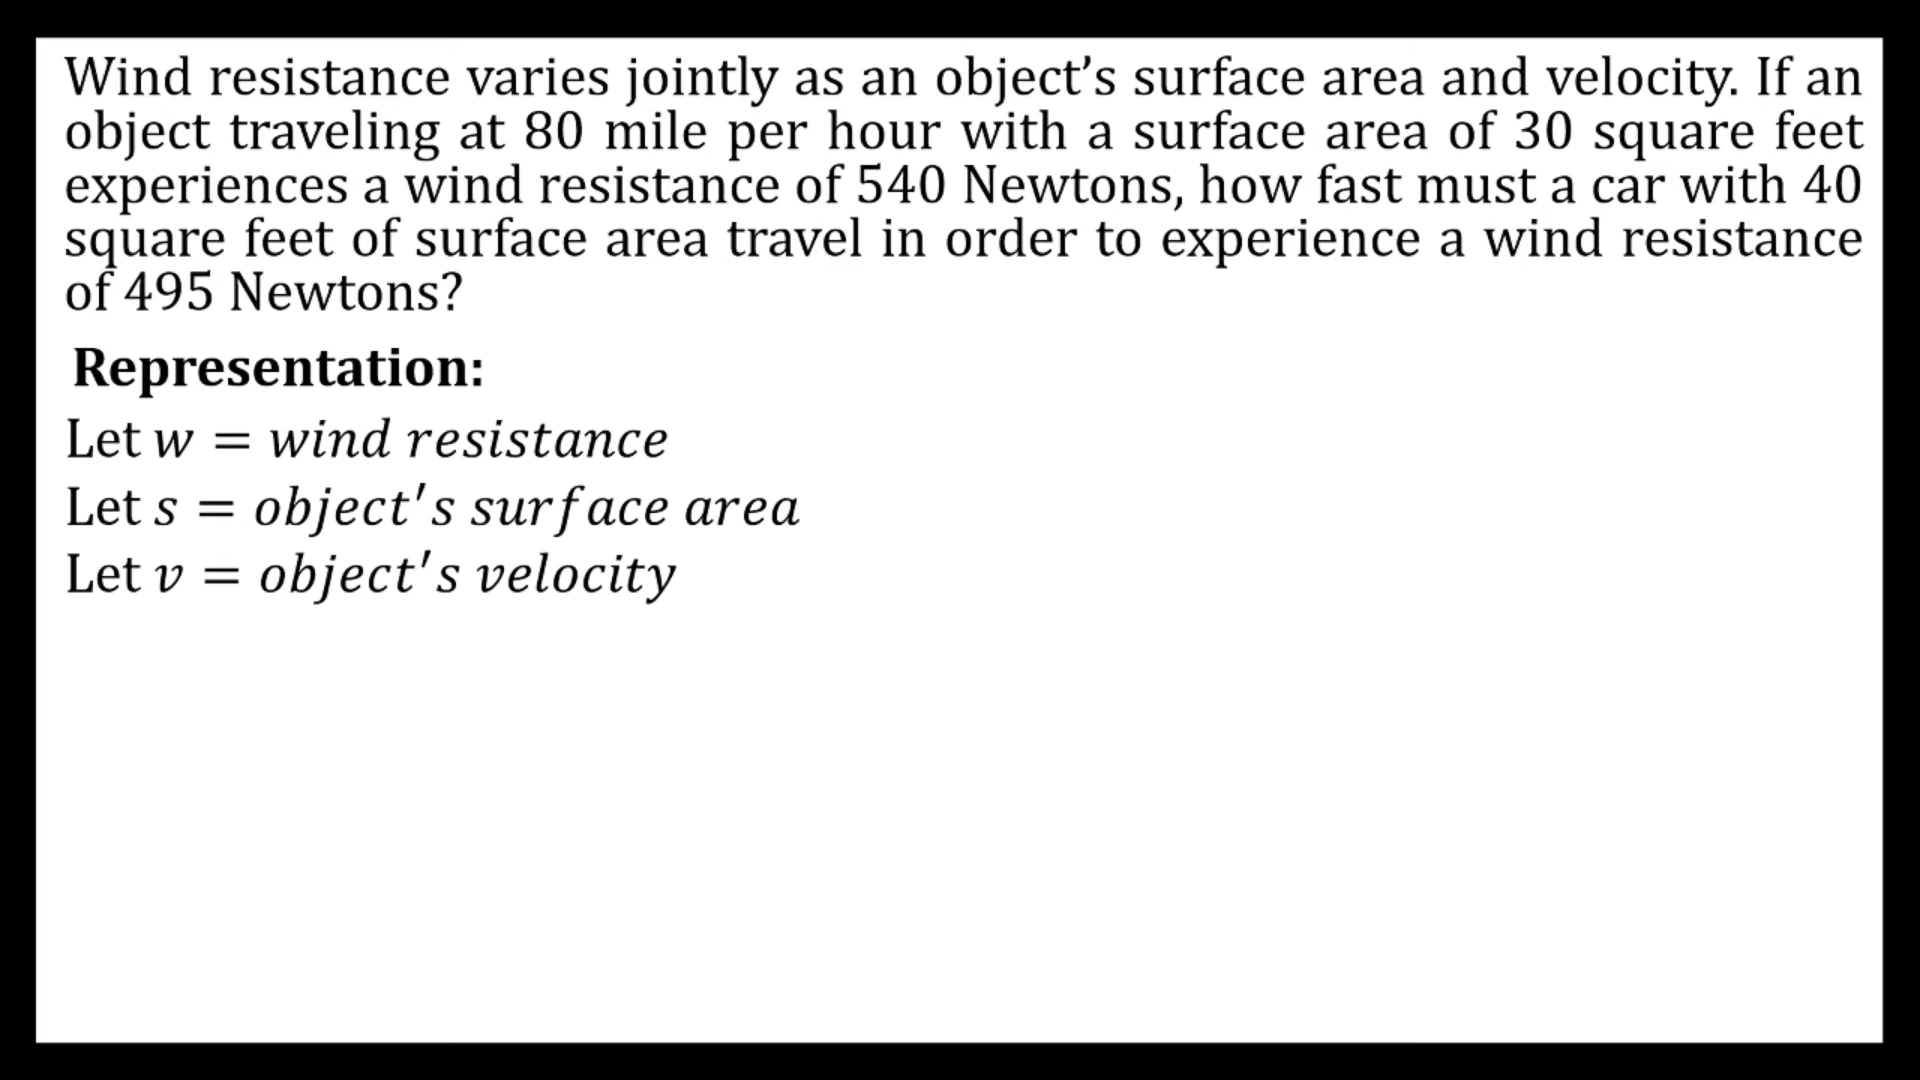 Wind resistance varies jointly as an object’s surface area and velocity. If an
object traveling at 80 mile per hour with a surface area of 30 square feet
experiences a wind resistance of 540 Newtons, how fast must a car with 40
square feet of surface area travel in order to experience a wind resistance
of 495 Newtons?
Representation:
Let w = wind resistance
Let s = object's surface area
Let v = object's velocity